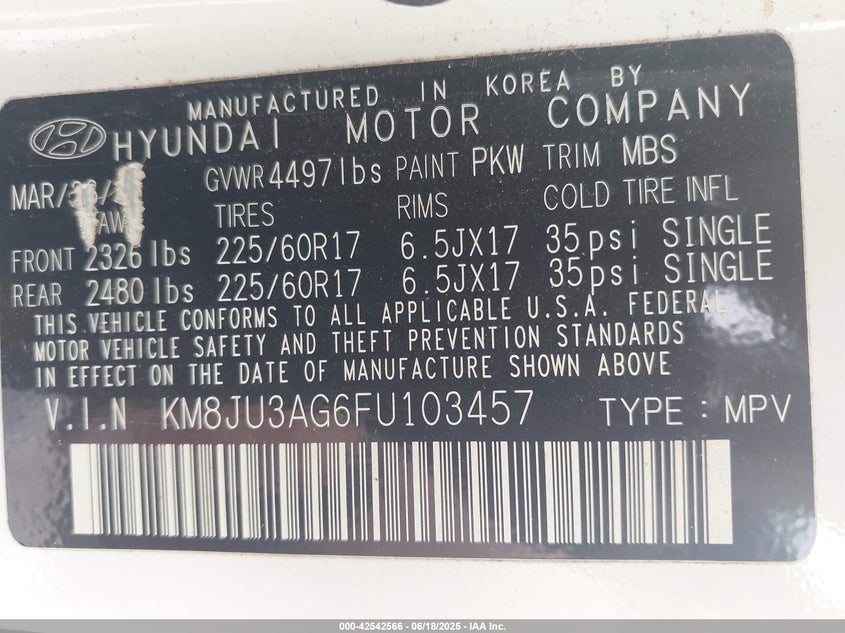 MANUFACTURED IN KOREA BY
HYUNDAI MOTOR COMPANY
MAR/ GVWR 4497lbs PAINT PKW TRIM MBS
TIRES RIMS COLD TIRE INFL
FRONT 2326 lbs 225/60R17 6.5JX17 35psi SINGLE
REAR 2480 lbs 225/60R17 6.5JX17 35psi SINGLE
THIS VEHICLE CONFORMS TO ALL APPLICABLE U.S.A. FEDERAL
MOTOR VEHICLE SAFETY AND THEFT PREVENTION STANDARDS
IN EFFECT ON THE DATE OF MANUFACTURE SHOWN ABOVE
V.I.N KM8JU3AG6FU103457 TYPE : MPV
000-42542566 - 06/18/2025 - IAA Inc.